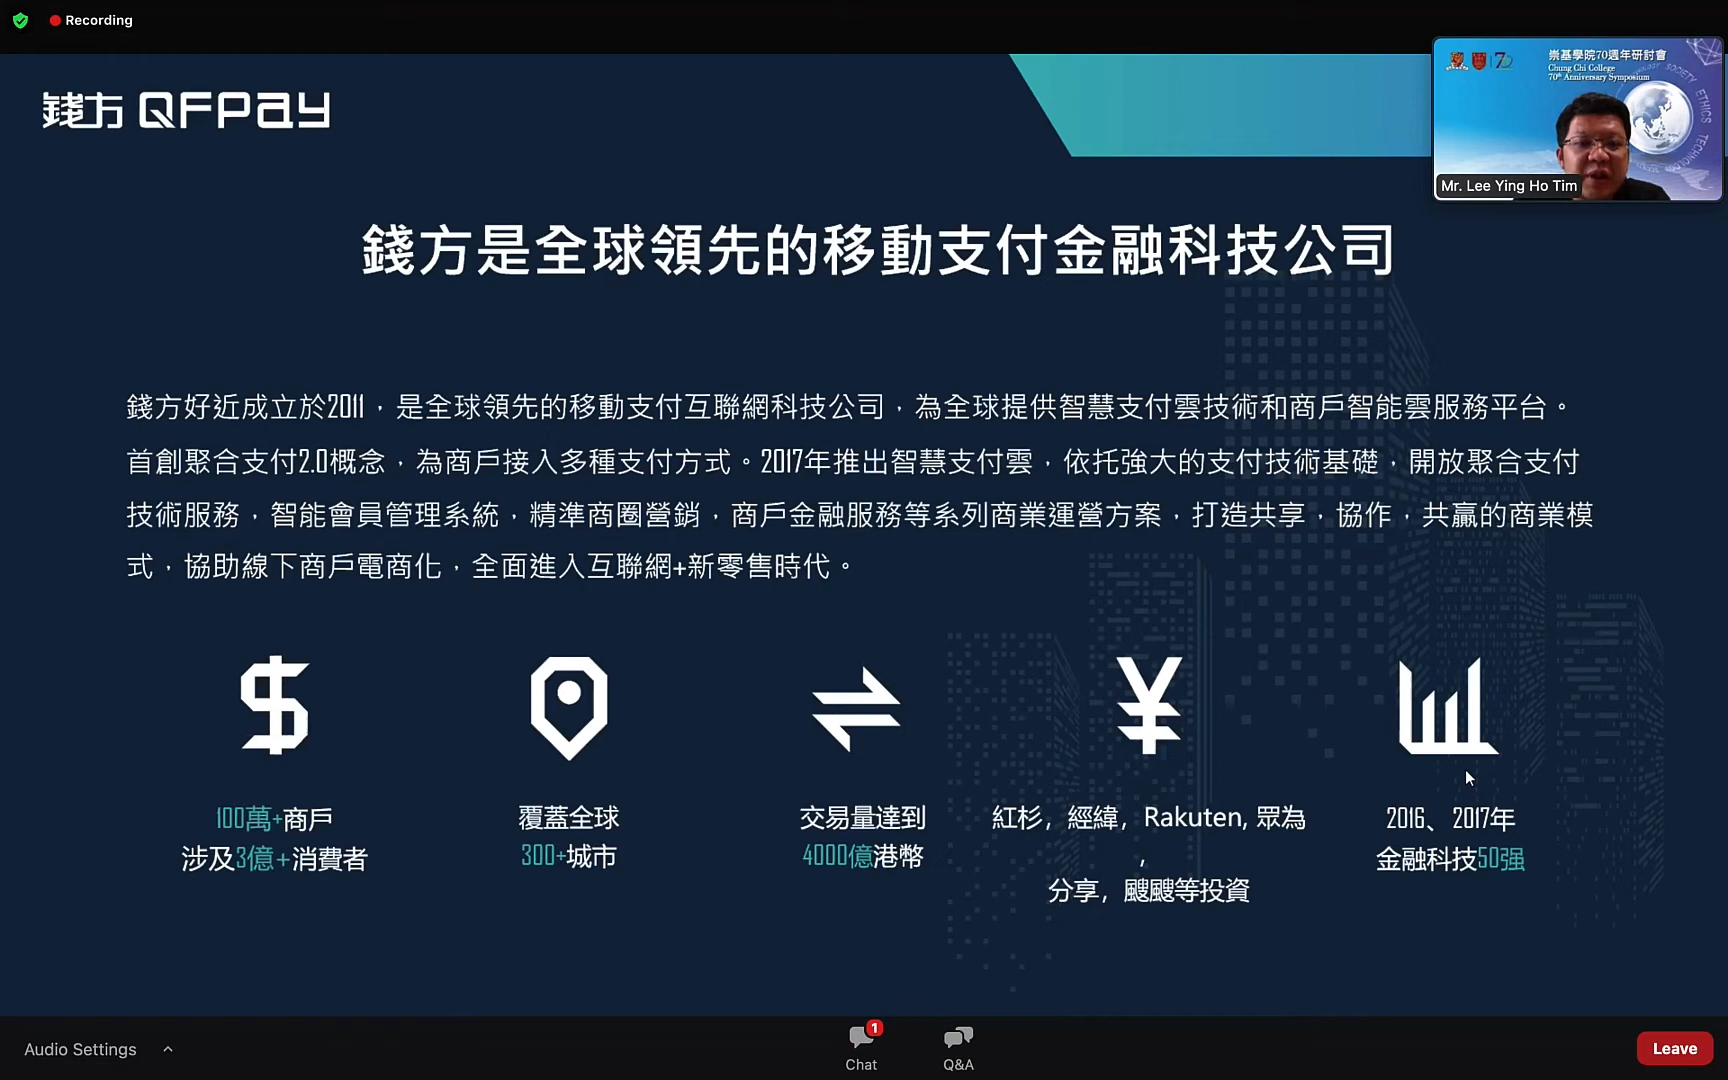 Recording
錢方 QFPay
崇基學院70週年研討會
Chung Chi College
70th Anniversary Symposium
SOCIETY ETHICS TECHNOLOGY
Mr. Lee Ying Ho Tim
錢方是全球領先的移動支付金融科技公司
錢方好近成立於2011，是全球領先的移動支付互聯網科技公司，為全球提供智慧支付雲技術和商戶智能雲服務平台。
首創聚合支付2.0概念，為商戶接入多種支付方式。2017年推出智慧支付雲，依托強大的支付技術基礎，開放聚合支付
技術服務，智能會員管理系統，精準商圈營銷，商戶金融服務等系列商業運營方案，打造共享，協作，共贏的商業模
式，協助線下商戶電商化，全面進入互聯網+新零售時代。
100萬+商戶
涉及3億+消費者
覆蓋全球
300+城市
交易量達到
4000億港幣
紅杉，經緯，Rakuten, 眾為
，
分享，颼颼等投資
2016、2017年
金融科技50强
Audio Settings
1
Chat
Q&A
Leave